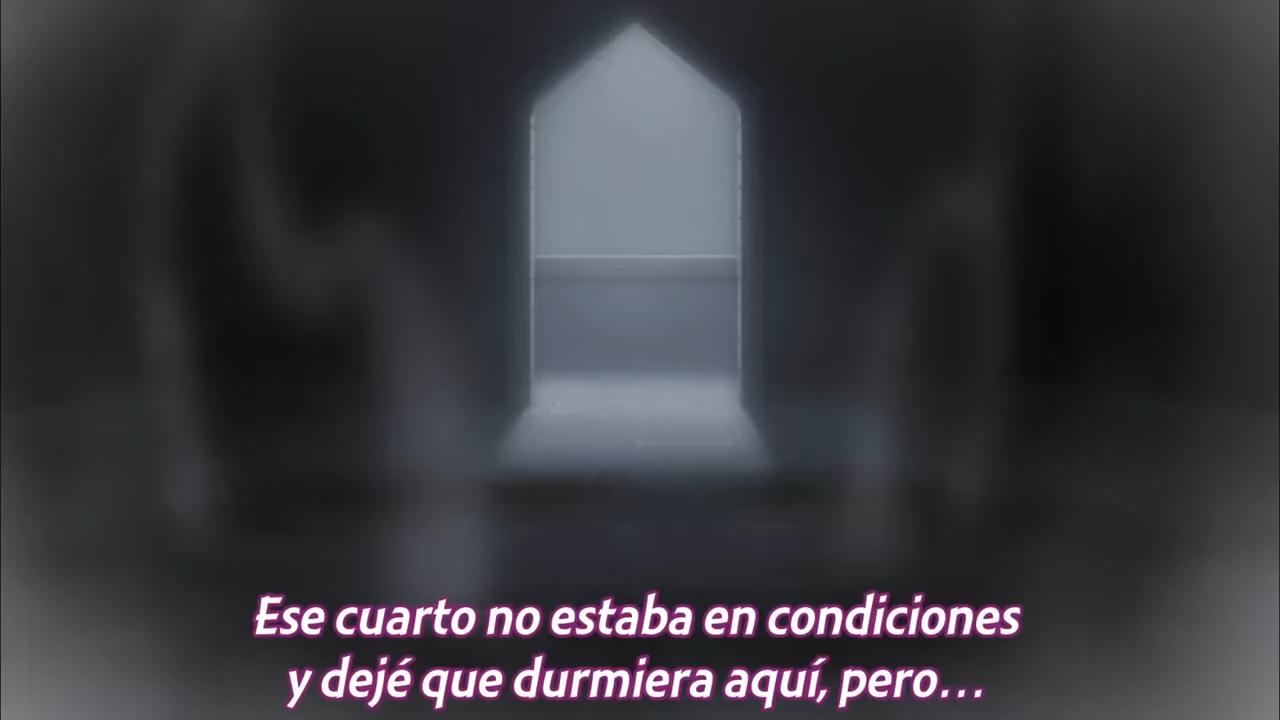 Ese cuarto no estaba en condiciones
y dejé que durmiera aquí, pero…